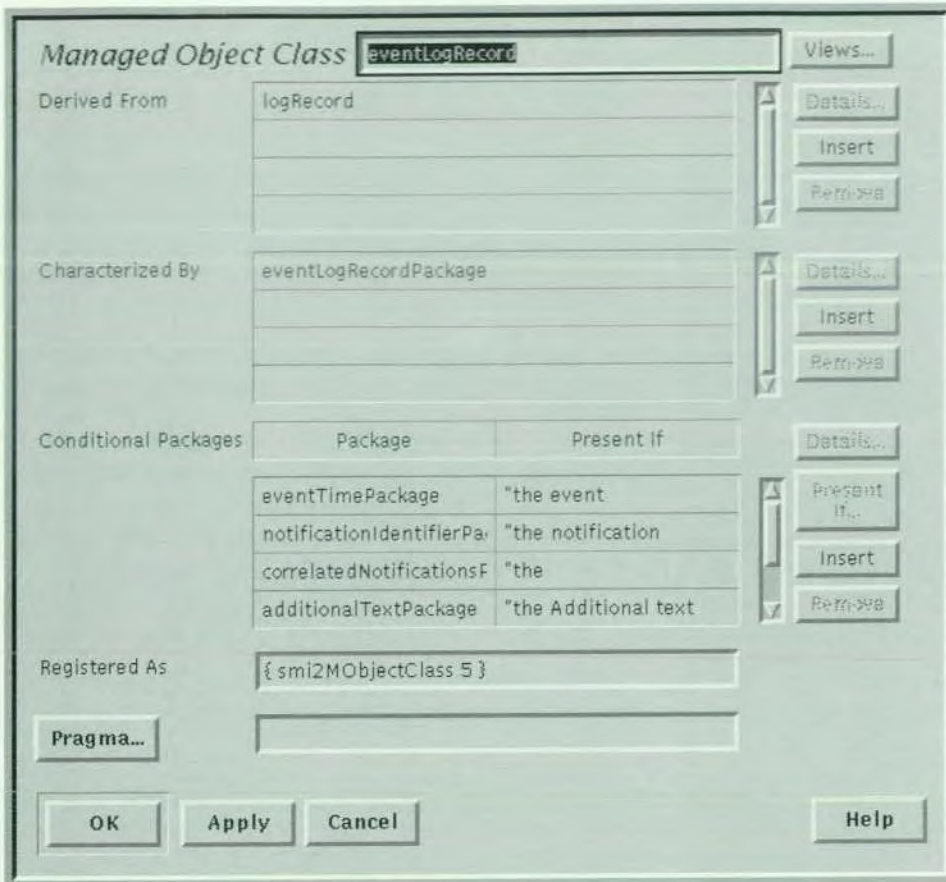 Managed Object Class eventLogRecord Views...
Derived From logRecord Details...
Insert
Remove
Characterized By eventLogRecordPackage Details...
Insert
Remove
Conditional Packages Package Present If Details...
eventTimePackage "the event Present If...
notificationIdentifierPa "the notification
correlatedNotificationsP "the Insert
additionalTextPackage "the Additional text Remove
Registered As { smi2MObjectClass 5 }
Pragma...
OK Apply Cancel Help